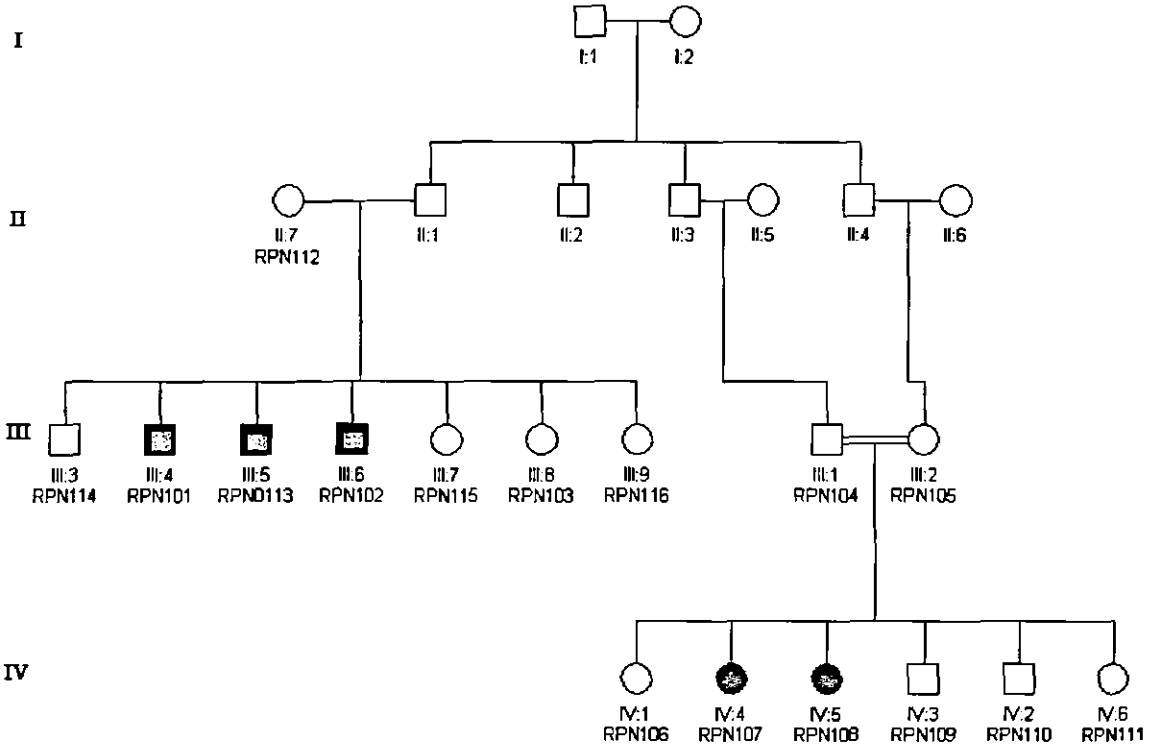 I
I:1 I:2
II
II:7 II:1 II:2 II:3 II:5 II:4 II:6
RPN112
III
III:3 III:4 III:5 III:6 III:7 III:8 III:9 III:1 III:2
RPN114 RPN101 RPN0113 RPN102 RPN115 RPN103 RPN116 RPN104 RPN105
IV
IV:1 IV:4 IV:5 IV:3 IV:2 IV:6
RPN106 RPN107 RPN108 RPN109 RPN110 RPN111